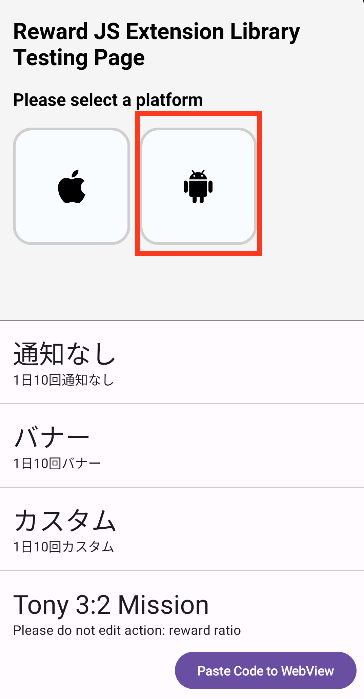 Reward JS Extension Library
Testing Page
Please select a platform
通知なし
1日10回通知なし
バナー
1日10回バナー
カスタム
1日10回カスタム
Tony 3:2 Mission
Please do not edit action: reward ratio
Paste Code to WebView